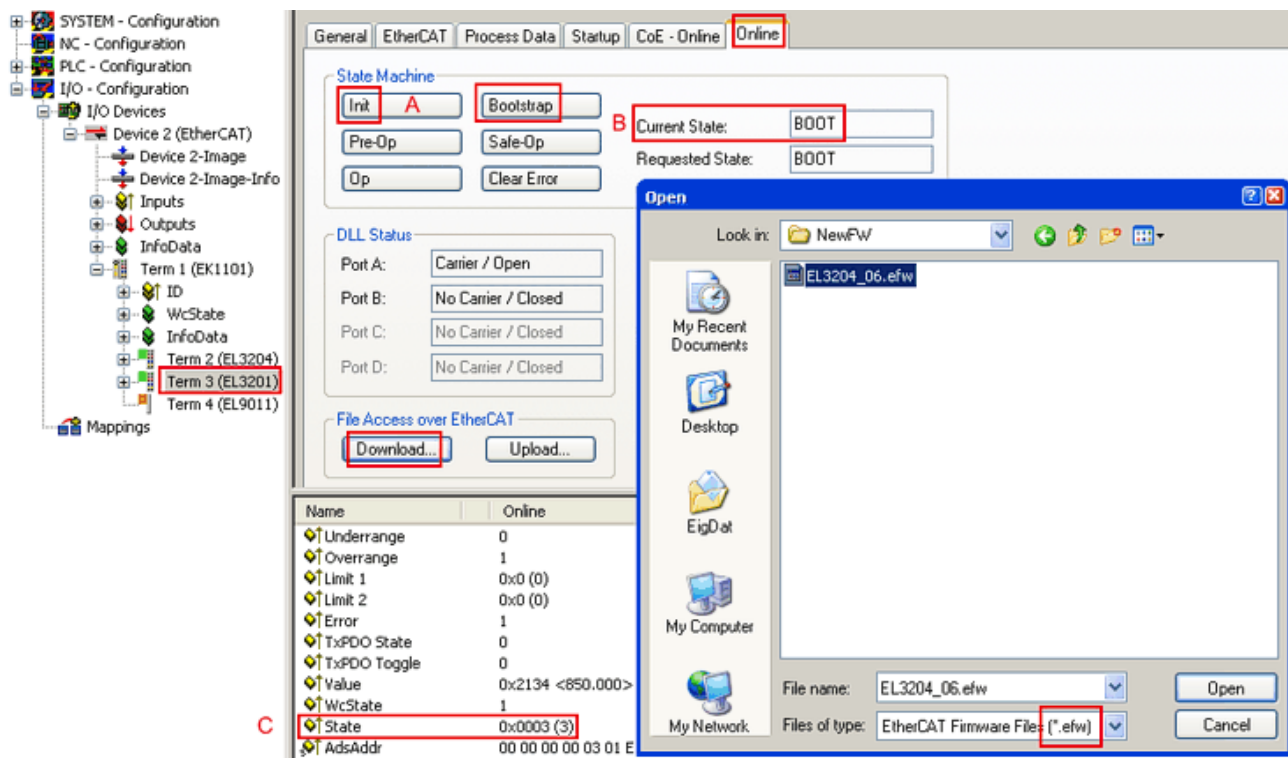 SYSTEM - Configuration
NC - Configuration
PLC - Configuration
I/O - Configuration
I/O Devices
Device 2 (EtherCAT)
Device 2-Image
Device 2-Image-Info
Inputs
Outputs
InfoData
Term 1 (EK1101)
ID
WcState
InfoData
Term 2 (EL3204)
Term 3 (EL3201)
Term 4 (EL9011)
Mappings
General EtherCAT Process Data Startup CoE - Online Online
State Machine
Init A Bootstrap
Pre-Op Safe-Op
Op Clear Error
B Current State: BOOT
Requested State: BOOT
DLL Status
Port A: Carrier / Open
Port B: No Carrier / Closed
Port C: No Carrier / Closed
Port D: No Carrier / Closed
File Access over EtherCAT
Download... Upload...
Name Online
Underrange 0
Overrange 1
Limit 1 0x0 (0)
Limit 2 0x0 (0)
Error 1
TxPDO State 0
TxPDO Toggle 0
Value 0x2134 <850.000>
WcState 1
C State 0x0003 (3)
AdsAddr 00 00 00 00 03 01 E
Open
Look in: NewFW
EL3204_06.efw
My Recent
Documents
Desktop
EigDat
My Computer
My Network
File name: EL3204_06.efw Open
Files of type: EtherCAT Firmware Files (*.efw) Cancel